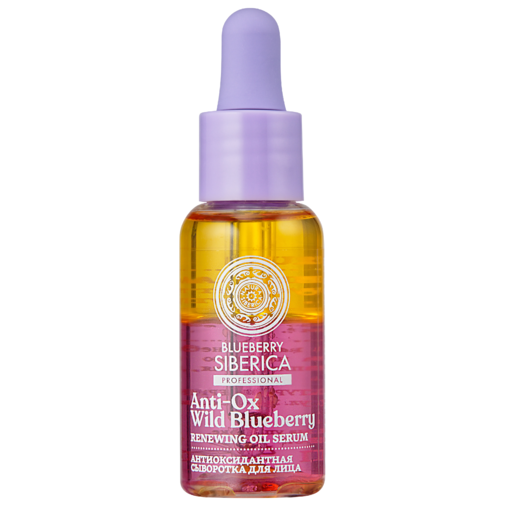 BLUEBERRY
SIBERICA
PROFESSIONAL
Anti-Ox
Wild Blueberry
RENEWING OIL SERUM
АНТИОКСИДАНТНАЯ
СЫВОРОТКА ДЛЯ ЛИЦА